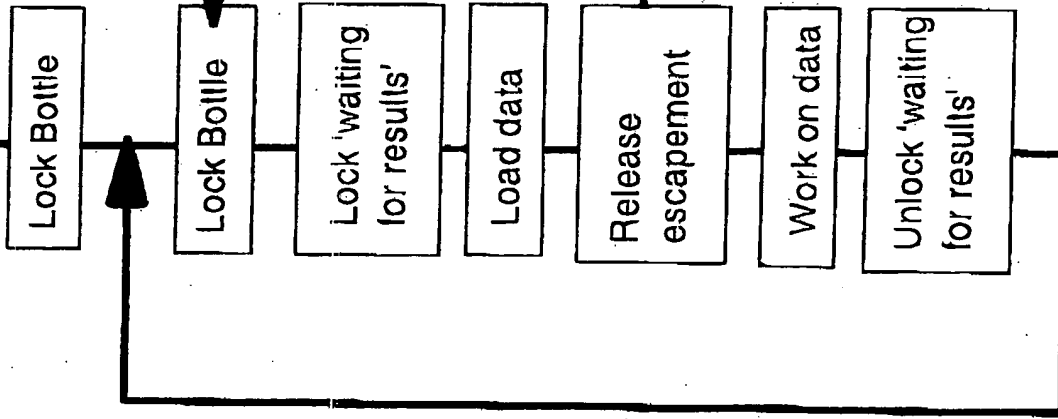 Lock Bottle
Lock Bottle
Lock 'waiting
for results'
Load data
Release
escapement
Work on data
Unlock 'waiting
for results'